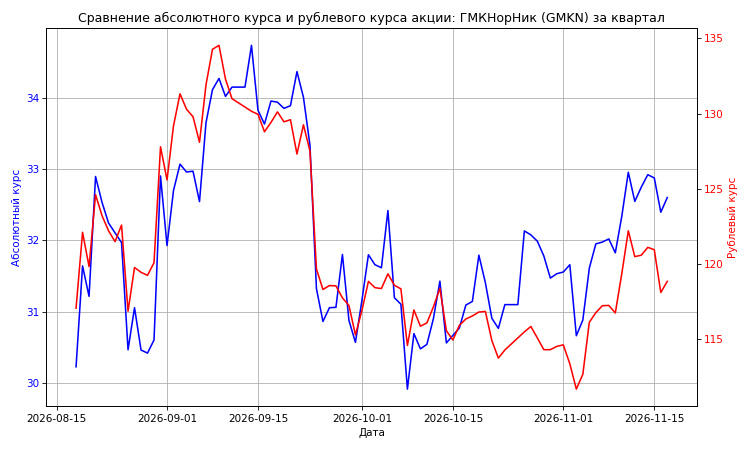 Сравнение абсолютного курса и рублевого курса акции: ГМКНорНик (GMKN) за квартал
135
34
130
33
125
Абсолютный курс
Рублевый курс
32
120
31
115
30
2026-08-15 2026-09-01 2026-09-15 2026-10-01 2026-10-15 2026-11-01 2026-11-15
Дата